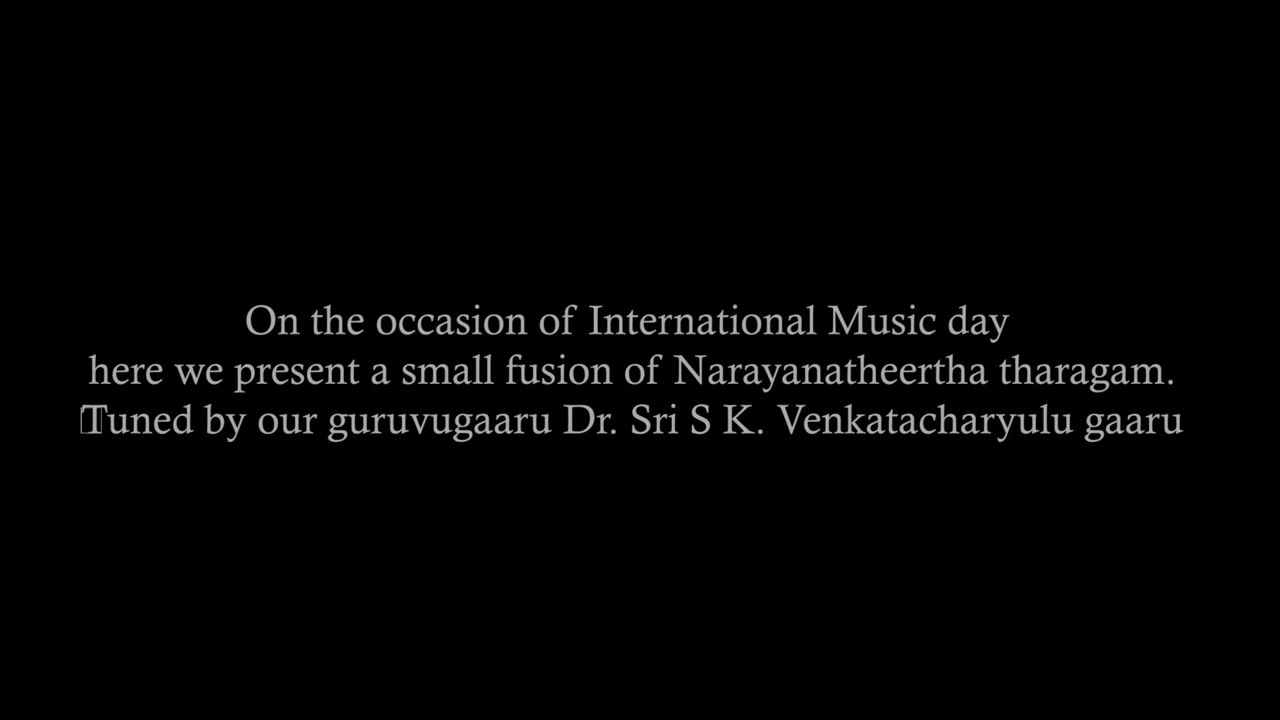 On the occasion of International Music day
here we present a small fusion of Narayanatheertha tharagam.
Tuned by our guruvugaaru Dr. Sri S K. Venkatacharyulu gaaru